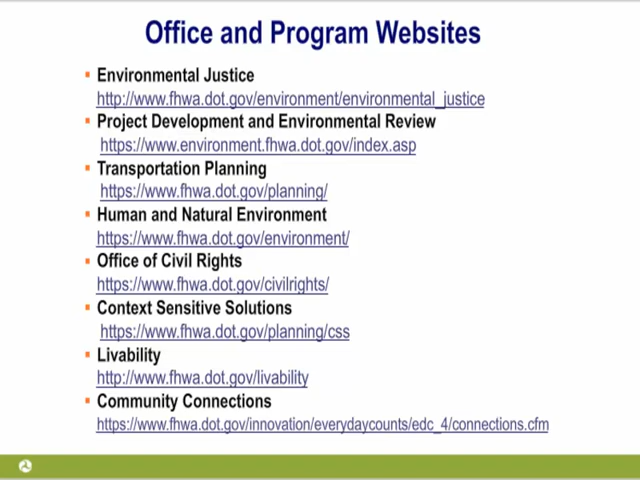 Office and Program Websites
Environmental Justice
http://www.fhwa.dot.gov/environment/environmental_justice
Project Development and Environmental Review
https://www.environment.fhwa.dot.gov/index.asp
Transportation Planning
https://www.fhwa.dot.gov/planning/
Human and Natural Environment
https://www.fhwa.dot.gov/environment/
Office of Civil Rights
https://www.fhwa.dot.gov/civilrights/
Context Sensitive Solutions
https://www.fhwa.dot.gov/planning/css
Livability
http://www.fhwa.dot.gov/livability
Community Connections
https://www.fhwa.dot.gov/innovation/everydaycounts/edc_4/connections.cfm